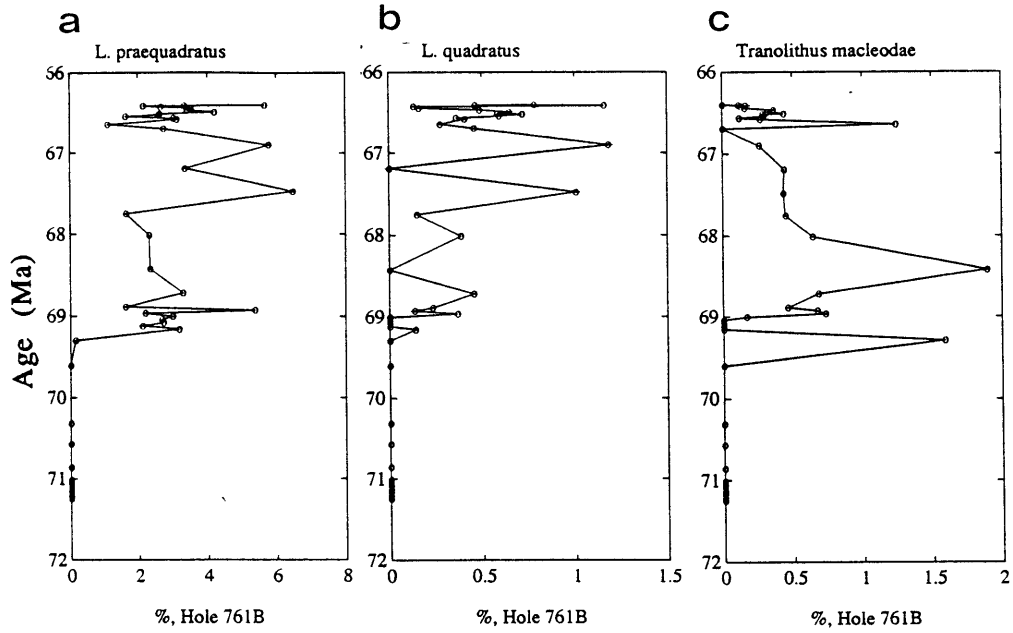 a
b
c
L. praequadratus
L. quadratus
Tranolithus macleodae
Age (Ma)
56
67
68
69
70
71
72
0 2 4 6 8
%, Hole 761B
66
67
68
69
70
71
72
0 0.5 1 1.5
%, Hole 761B
66
67
68
69
70
71
72
0 0.5 1 1.5 2
%, Hole 761B